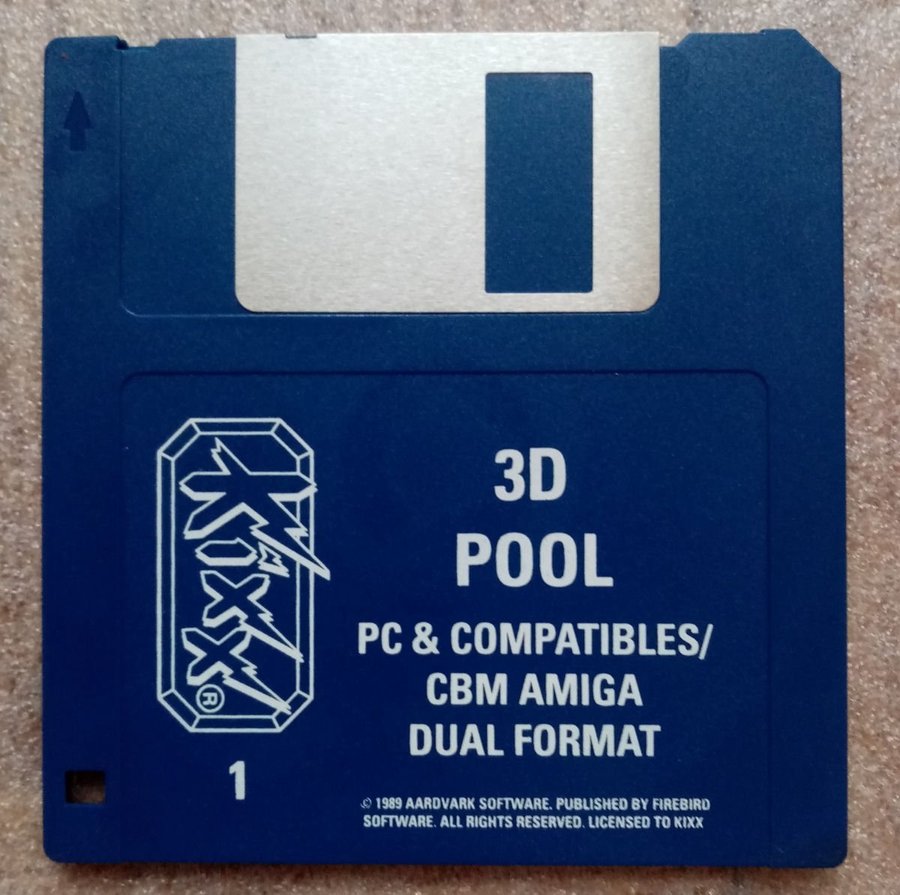 KIXX®
3D
POOL
PC & COMPATIBLES/
CBM AMIGA
DUAL FORMAT
1
© 1989 AARDVARK SOFTWARE. PUBLISHED BY FIREBIRD
SOFTWARE. ALL RIGHTS RESERVED. LICENSED TO KIXX